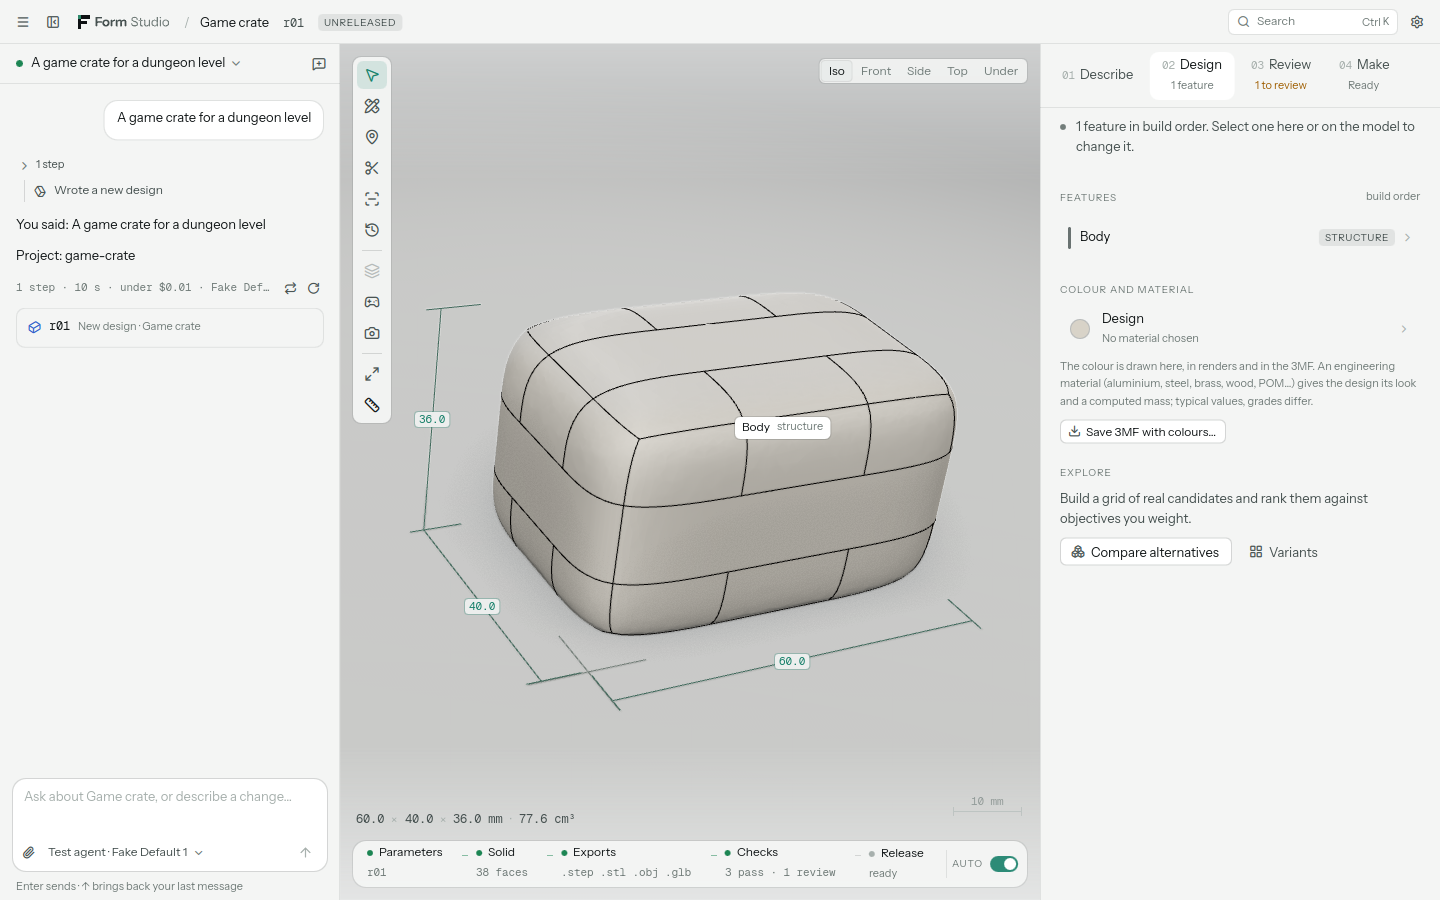 Form Studio / Game crate r01 UNRELEASED
Search Ctrl K
A game crate for a dungeon level
A game crate for a dungeon level
1 step
Wrote a new design
You said: A game crate for a dungeon level
Project: game-crate
1 step · 10 s · under $0.01 · Fake Def…
r01 New design · Game crate
Ask about Game crate, or describe a change…
Test agent · Fake Default 1
Enter sends · ↑ brings back your last message
Iso Front Side Top Under
36.0
Body structure
40.0
60.0
10 mm
60.0 × 40.0 × 36.0 mm · 77.6 cm³
Parameters – Solid – Exports – Checks – Release
r01 38 faces .step .stl .obj .glb 3 pass · 1 review ready
AUTO
01 Describe 02 Design 03 Review 04 Make
1 feature 1 to review Ready
1 feature in build order. Select one here or on the model to
change it.
FEATURES build order
Body STRUCTURE
COLOUR AND MATERIAL
Design
No material chosen
The colour is drawn here, in renders and in the 3MF. An engineering
material (aluminium, steel, brass, wood, POM…) gives the design its look
and a computed mass; typical values, grades differ.
Save 3MF with colours…
EXPLORE
Build a grid of real candidates and rank them against
objectives you weight.
Compare alternatives Variants